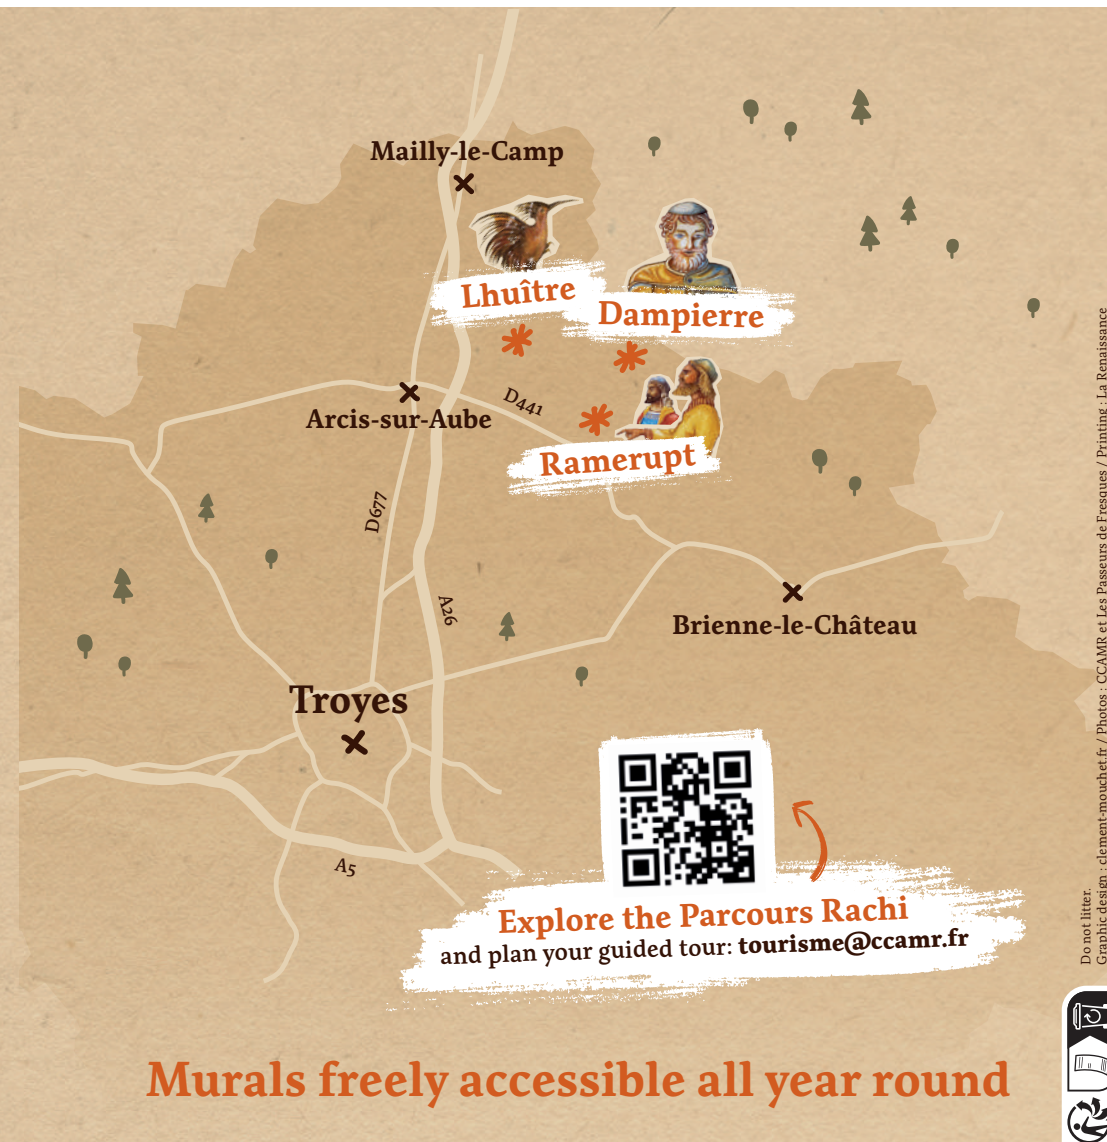 Mailly-le-Camp
Lhuître
Dampierre
Arcis-sur-Aube
D441
Ramerupt
D677
A26
Brienne-le-Château
Troyes
A5
Explore the Parcours Rachi
and plan your guided tour: tourisme@ccamr.fr
Murals freely accessible all year round
Do not litter.
Graphic design : clement-mouchet.fr / Photos : CCAMR et Les Passeurs de Fresques / Printing : La Renaissance